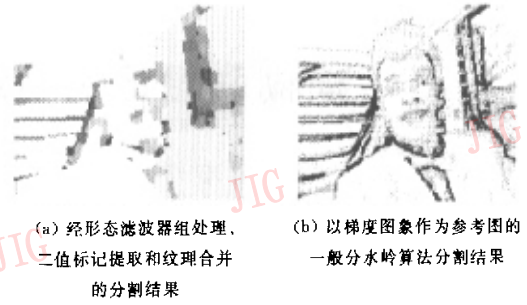 JIG
JIG
JIG
(a) 经形态滤波器组处理、
二值标记提取和纹理合并
的分割结果
(b) 以梯度图象作为参考图的
一般分水岭算法分割结果